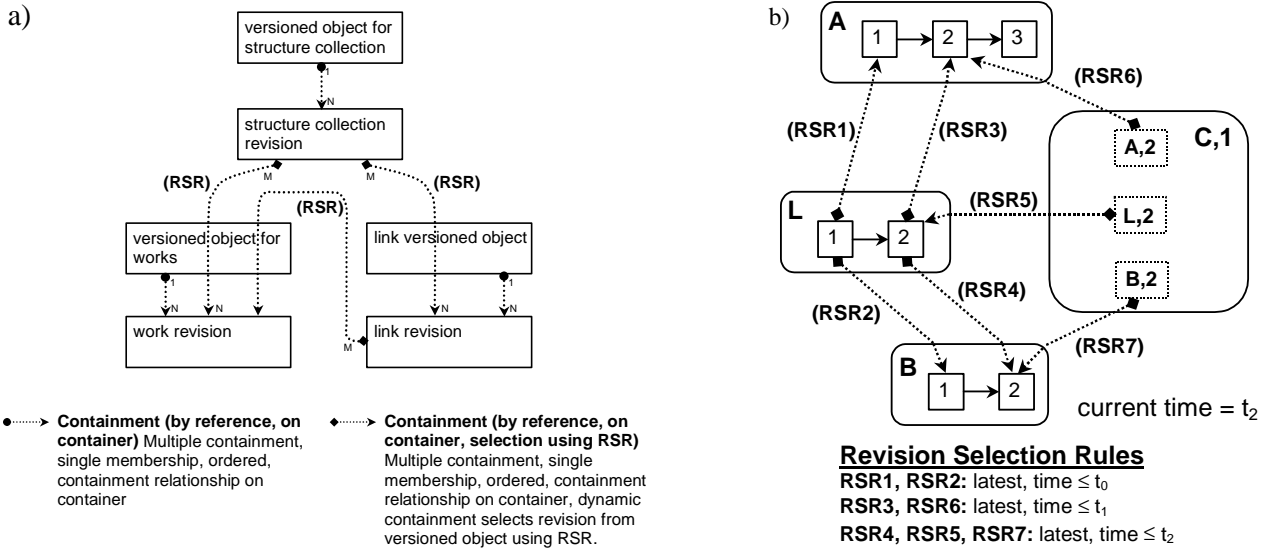 a)
versioned object for
structure collection
1
N
structure collection
revision
M
M
(RSR)
(RSR)
(RSR)
versioned object for
works
link versioned object
1
1
N
N
N
N
work revision
link revision
M
Containment (by reference, on
container) Multiple containment,
single membership, ordered,
containment relationship on
container
Containment (by reference, on
container, selection using RSR)
Multiple containment, single
membership, ordered, containment
relationship on container, dynamic
containment selects revision from
versioned object using RSR.
b)
A
1
2
3
(RSR6)
(RSR1)
(RSR3)
C,1
A,2
L
(RSR5)
L,2
1
2
B,2
(RSR4)
(RSR2)
(RSR7)
B
1
2
current time = t2
Revision Selection Rules
RSR1, RSR2: latest, time ≤ t0
RSR3, RSR6: latest, time ≤ t1
RSR4, RSR5, RSR7: latest, time ≤ t2